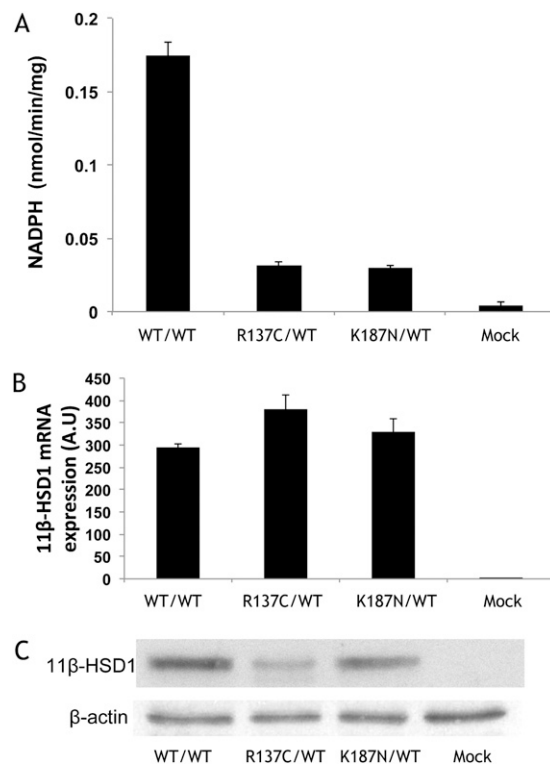 A
NADPH (nmol/min/mg)
0.2
0.15
0.1
0.05
0
WT/WT R137C/WT K187N/WT Mock
B
11β-HSD1 mRNA
expression (A.U)
450
400
350
300
250
200
150
100
50
0
WT/WT R137C/WT K187N/WT Mock
C
11β-HSD1
β-actin
WT/WT R137C/WT K187N/WT Mock